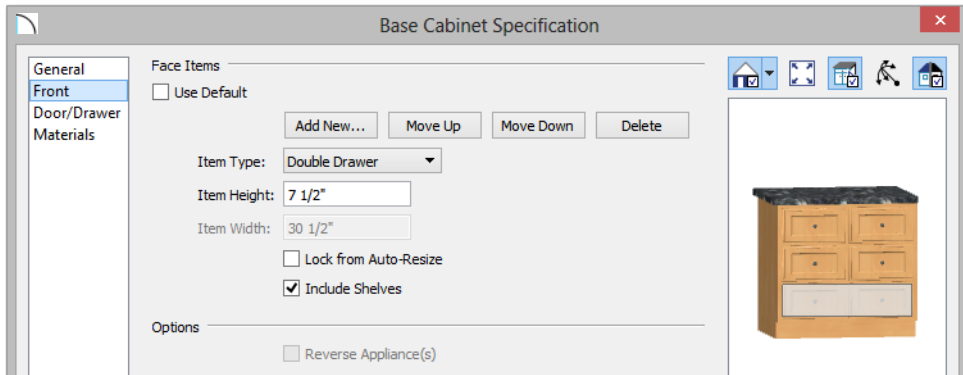 Base Cabinet Specification
General
Front
Door/Drawer
Materials
Face Items
Use Default
Add New...
Move Up
Move Down
Delete
Item Type: Double Drawer
Item Height: 7 1/2"
Item Width: 30 1/2"
Lock from Auto-Resize
Include Shelves
Options
Reverse Appliance(s)